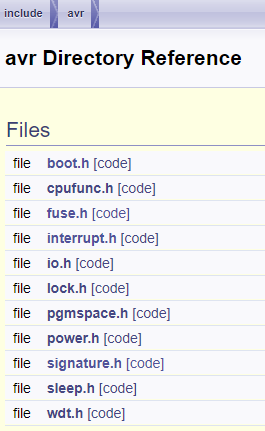 include avr
avr Directory Reference
Files
file boot.h [code]
file cpufunc.h [code]
file fuse.h [code]
file interrupt.h [code]
file io.h [code]
file lock.h [code]
file pgmspace.h [code]
file power.h [code]
file signature.h [code]
file sleep.h [code]
file wdt.h [code]